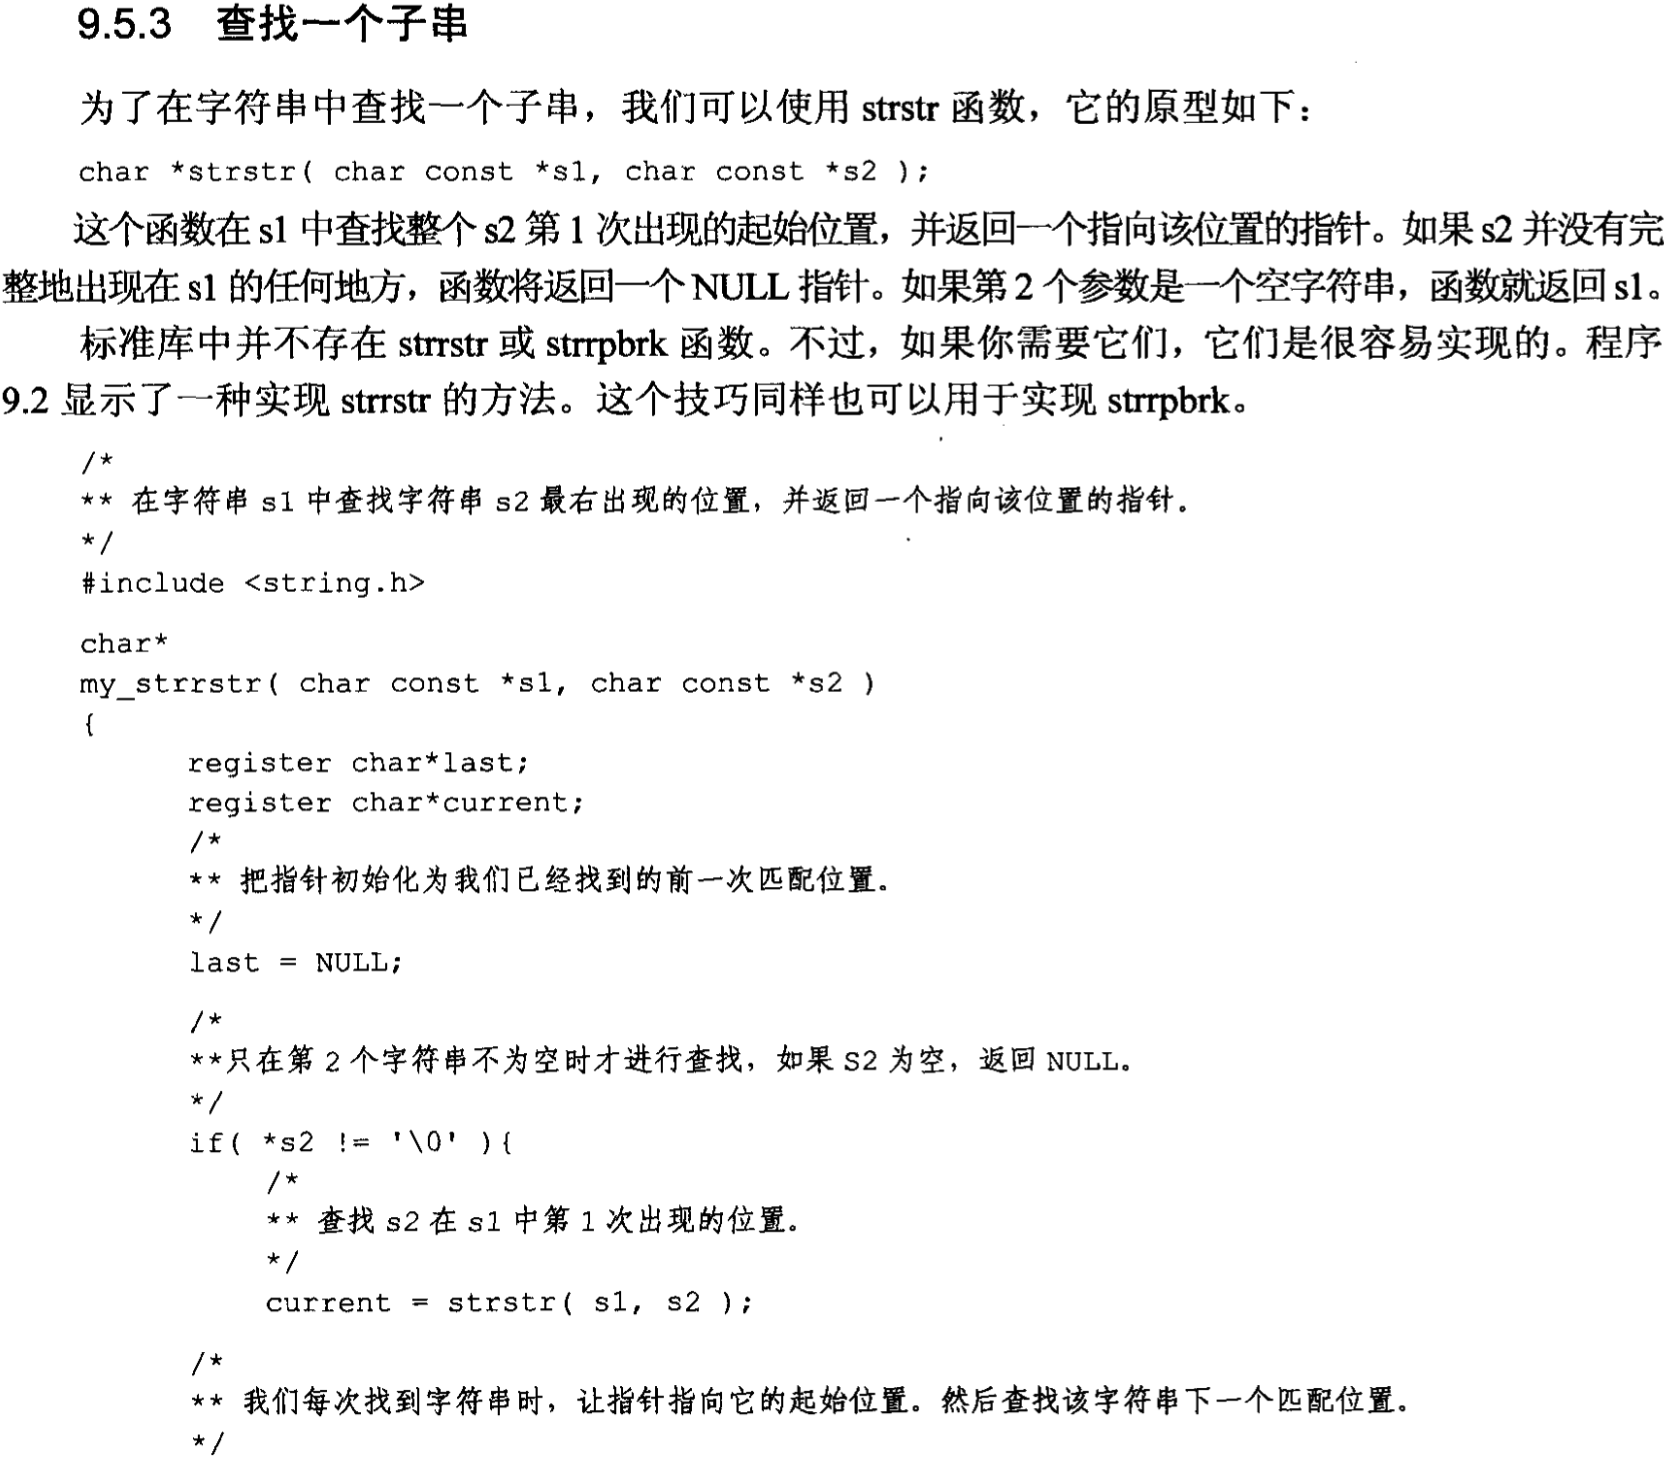 9.5.3 查找一个子串
为了在字符串中查找一个子串，我们可以使用 strstr 函数，它的原型如下：
char *strstr( char const *s1, char const *s2 );
这个函数在 s1 中查找整个 s2 第 1 次出现的起始位置，并返回一个指向该位置的指针。如果 s2 并没有完
整地出现在 s1 的任何地方，函数将返回一个 NULL 指针。如果第 2 个参数是一个空字符串，函数就返回 s1。
标准库中并不存在 strrstr 或 strrpbrk 函数。不过，如果你需要它们，它们是很容易实现的。程序
9.2 显示了一种实现 strrstr 的方法。这个技巧同样也可以用于实现 strrpbrk。
/*
** 在字符串 s1 中查找字符串 s2 最右出现的位置，并返回一个指向该位置的指针。
*/
#include <string.h>
char*
my_strrstr( char const *s1, char const *s2 )
{
register char*last;
register char*current;
/*
** 把指针初始化为我们已经找到的前一次匹配位置。
*/
last = NULL;
/*
**只在第 2 个字符串不为空时才进行查找，如果 S2 为空，返回 NULL。
*/
if( *s2 != '\0' ){
/*
** 查找 s2 在 s1 中第 1 次出现的位置。
*/
current = strstr( s1, s2 );
/*
** 我们每次找到字符串时，让指针指向它的起始位置。然后查找该字符串下一个匹配位置。
*/